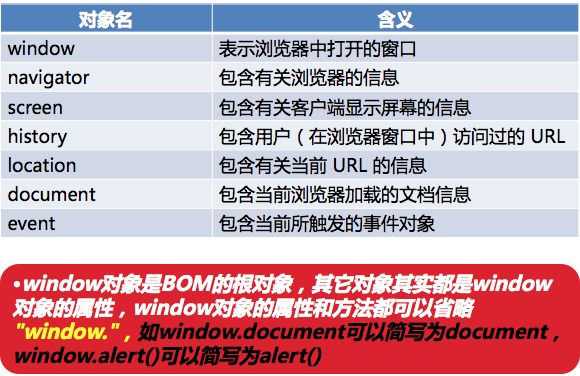 对象名 含义
window 表示浏览器中打开的窗口
navigator 包含有关浏览器的信息
screen 包含有关客户端显示屏幕的信息
history 包含用户（在浏览器窗口中）访问过的 URL
location 包含有关当前 URL 的信息
document 包含当前浏览器加载的文档信息
event 包含当前所触发的事件对象
•window对象是BOM的根对象，其它对象其实都是window
对象的属性，window对象的属性和方法都可以省略
"window."，如window.document可以简写为document，
window.alert()可以简写为alert()